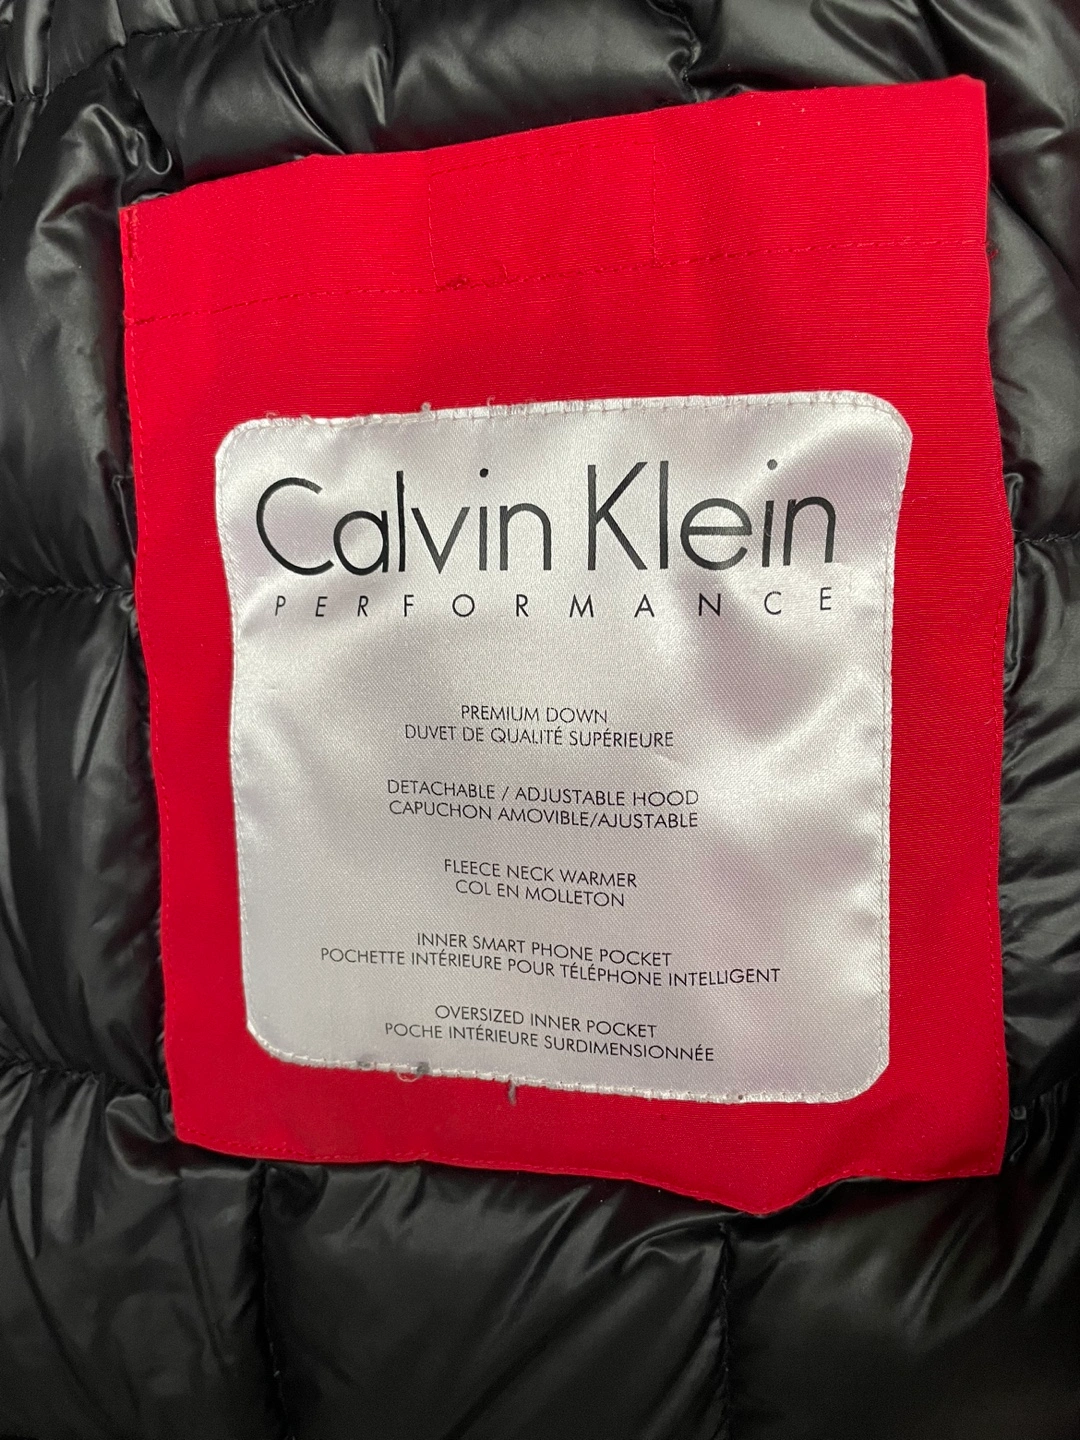 Calvin Klein
PERFORMANCE
PREMIUM DOWN
DUVET DE QUALITÉ SUPÉRIEURE
DETACHABLE / ADJUSTABLE HOOD
CAPUCHON AMOVIBLE/AJUSTABLE
FLEECE NECK WARMER
COL EN MOLLETON
INNER SMART PHONE POCKET
POCHETTE INTÉRIEURE POUR TÉLÉPHONE INTELLIGENT
OVERSIZED INNER POCKET
POCHE INTÉRIEURE SURDIMENSIONNÉE